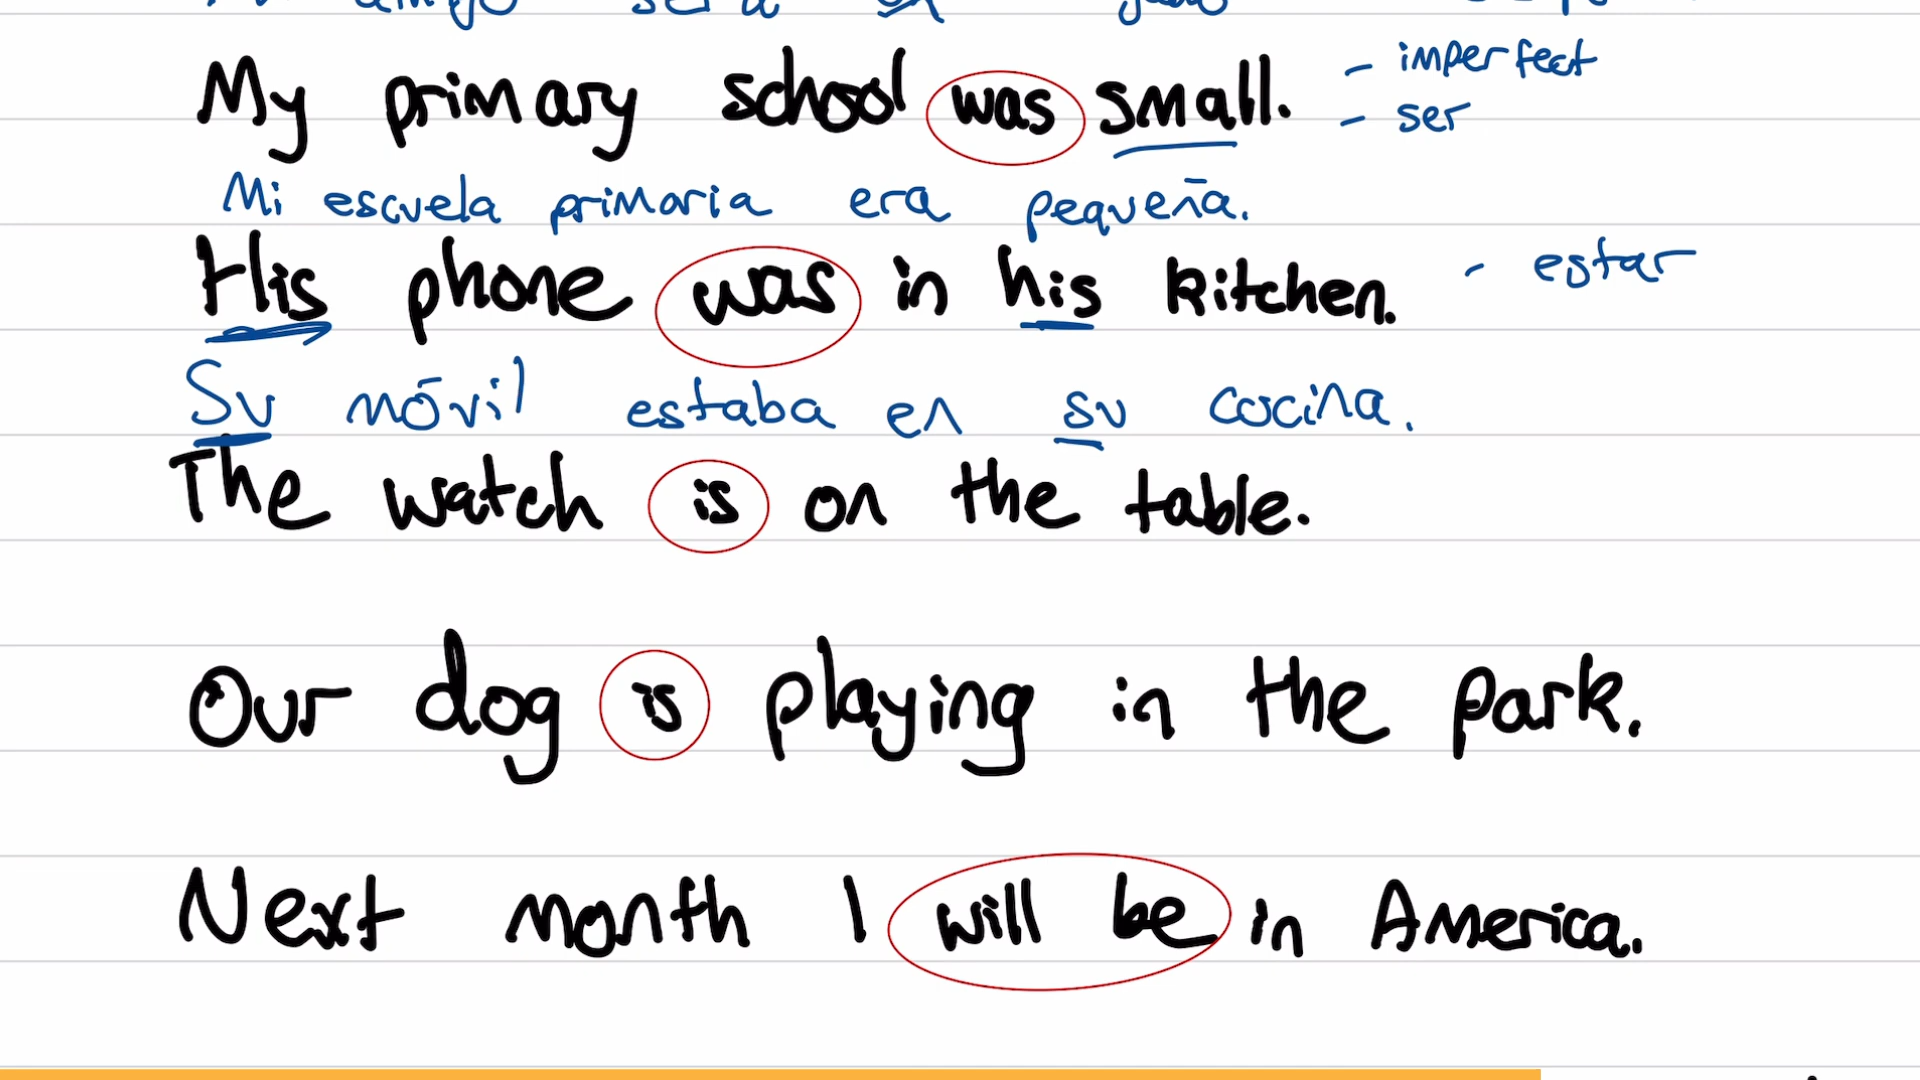 My primary school was small. - imperfect
- ser
Mi escuela primaria era pequeña.
His phone was in his kitchen. - estar
Su móvil estaba en su cocina.
The watch is on the table.
Our dog is playing in the park.
Next month I will be in America.